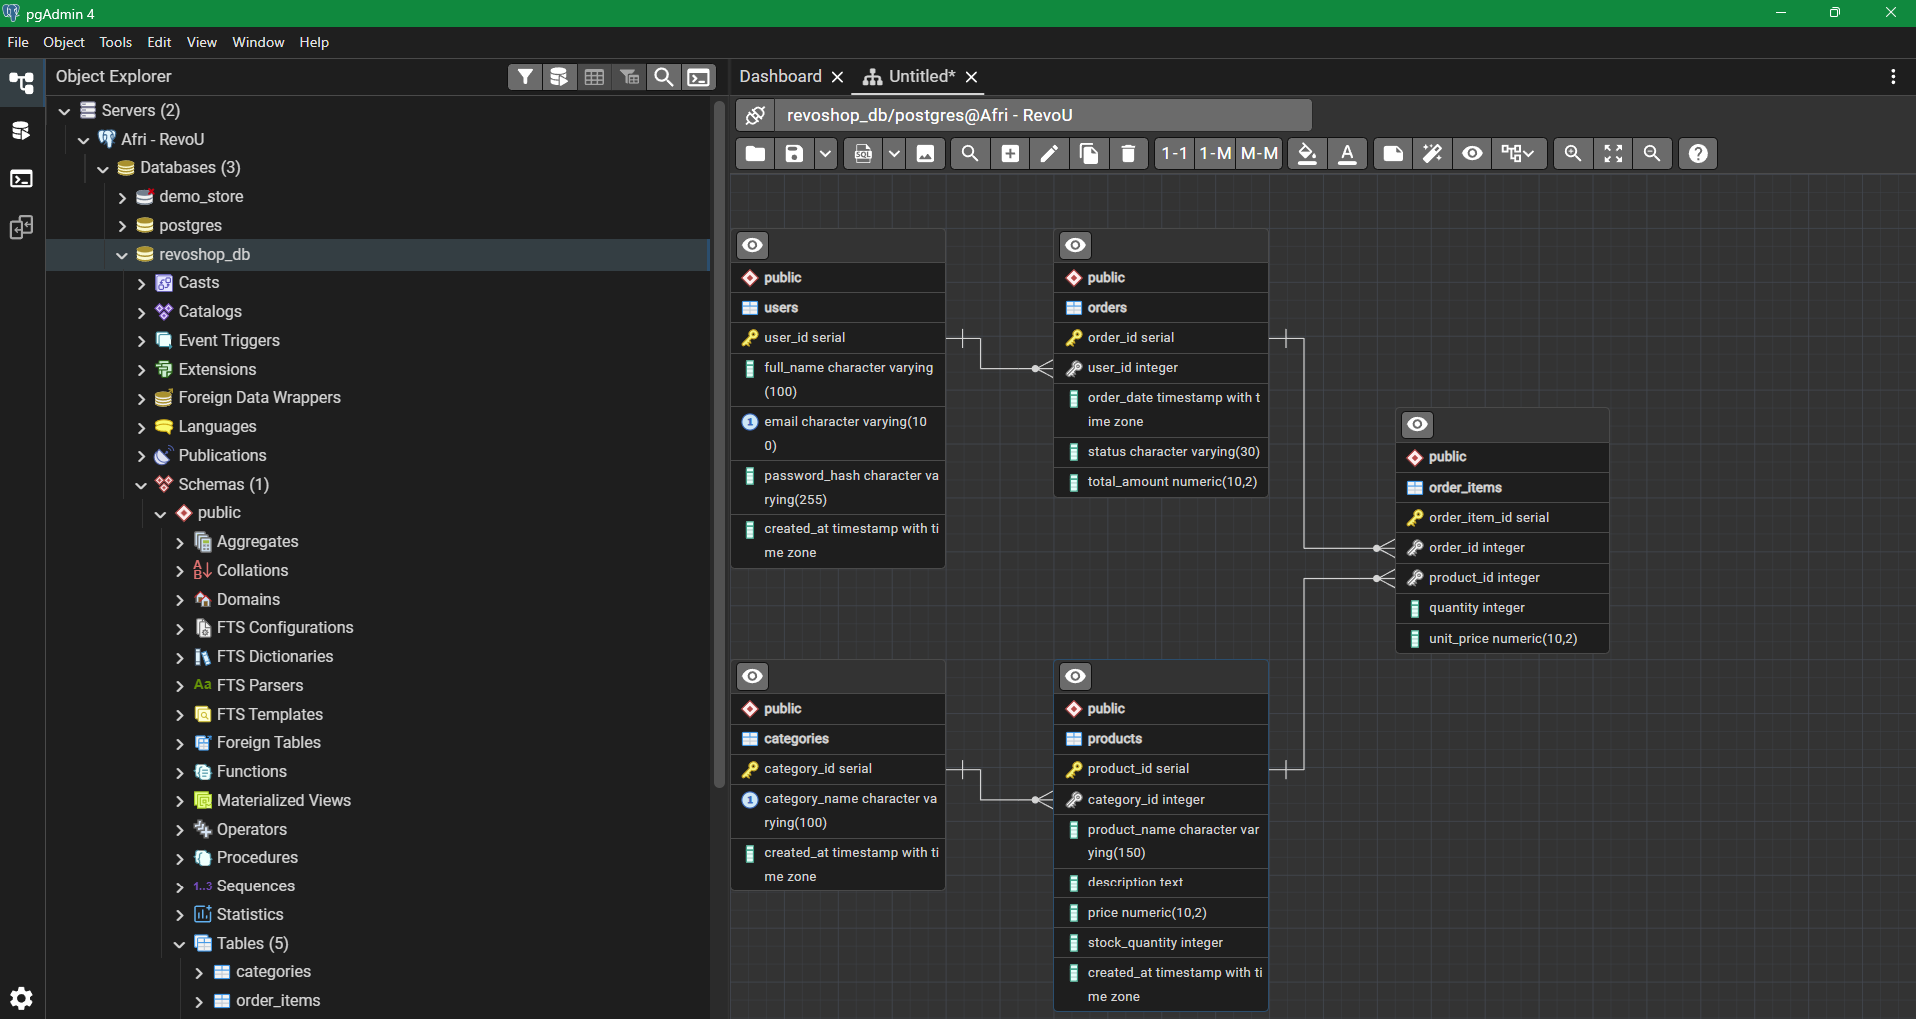 pgAdmin 4
File Object Tools Edit View Window Help
Object Explorer
Servers (2)
Afri - RevoU
Databases (3)
demo_store
postgres
revoshop_db
Casts
Catalogs
Event Triggers
Extensions
Foreign Data Wrappers
Languages
Publications
Schemas (1)
public
Aggregates
Collations
Domains
FTS Configurations
FTS Dictionaries
Aa FTS Parsers
FTS Templates
Foreign Tables
Functions
Materialized Views
Operators
Procedures
1..3 Sequences
Statistics
Tables (5)
categories
order_items
Dashboard Untitled*
revoshop_db/postgres@Afri - RevoU
SQL 1-1 1-M M-M A
public
users
user_id serial
full_name character varying
(100)
1 email character varying(10
0)
password_hash character va
rying(255)
created_at timestamp with ti
me zone
public
orders
order_id serial
user_id integer
order_date timestamp with t
ime zone
status character varying(30)
total_amount numeric(10,2)
public
order_items
order_item_id serial
order_id integer
product_id integer
quantity integer
unit_price numeric(10,2)
public
categories
category_id serial
1 category_name character va
rying(100)
created_at timestamp with ti
me zone
public
products
product_id serial
category_id integer
product_name character var
ying(150)
description text
price numeric(10,2)
stock_quantity integer
created_at timestamp with ti
me zone